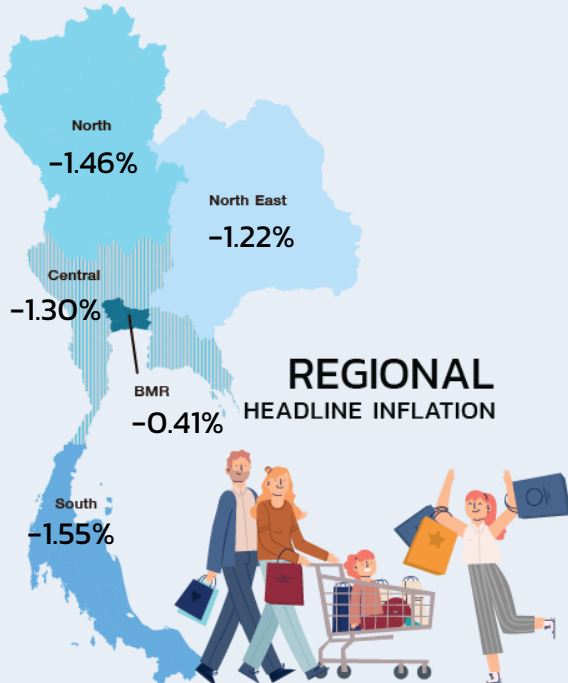 North
-1.46%
North East
-1.22%
Central
-1.30%
REGIONAL
HEADLINE INFLATION
BMR
-0.41%
South
-1.55%